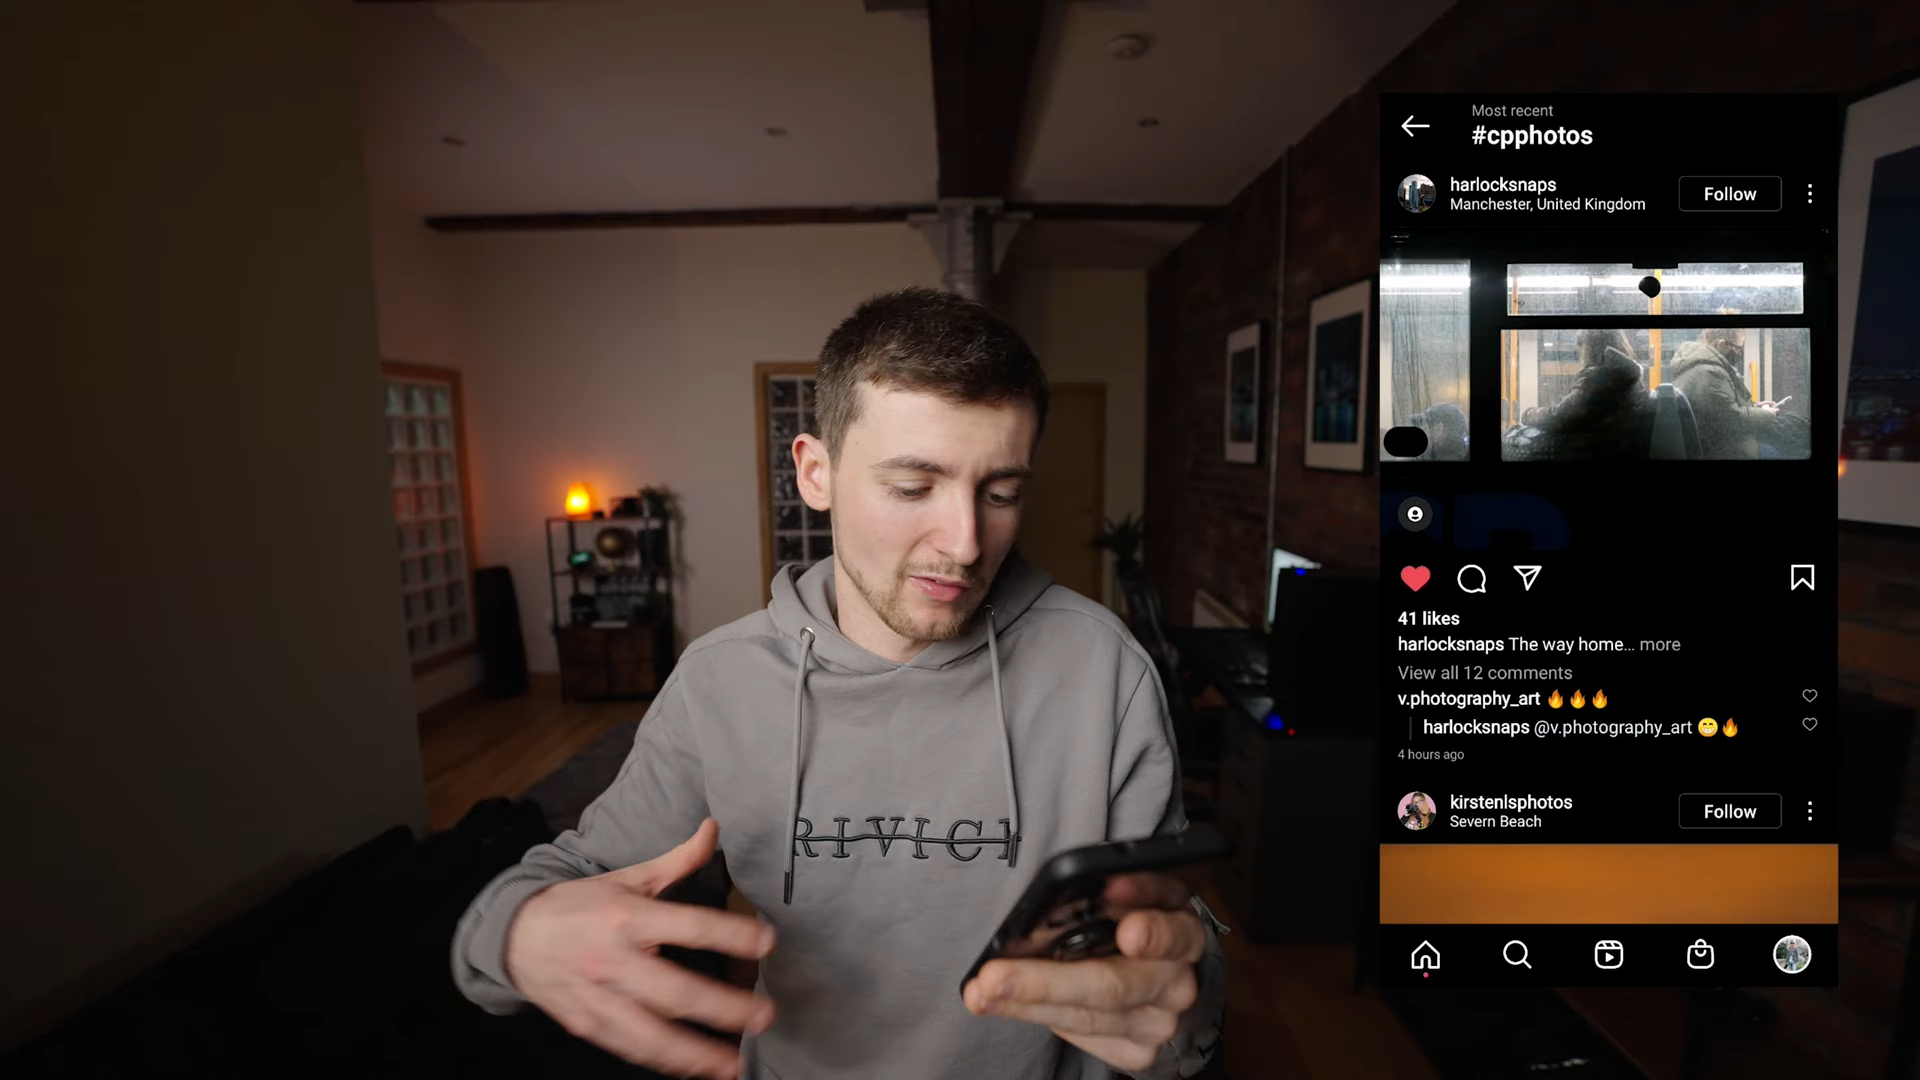 Most recent
#cpphotos
harlocksnaps
Manchester, United Kingdom
Follow
41 likes
harlocksnaps The way home... more
View all 12 comments
v.photography_art 🔥🔥🔥
harlocksnaps @v.photography_art 😁🔥
4 hours ago
kirstenlsphotos
Severn Beach
Follow
RIVICI